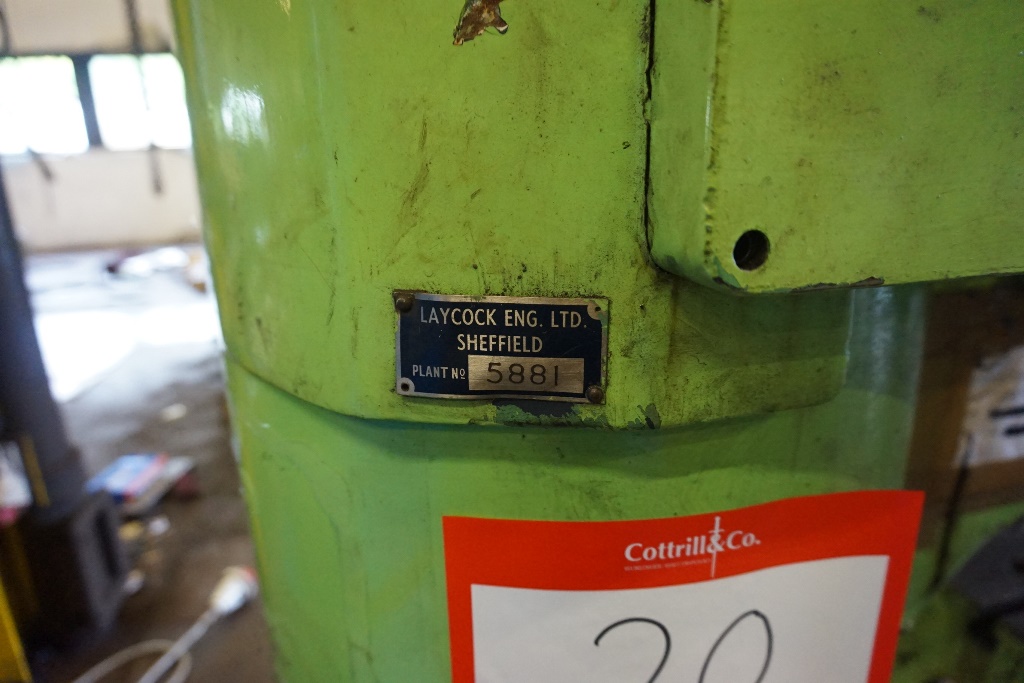 LAYCOCK ENG. LTD.
SHEFFIELD
PLANT Nº 5881
Cottrill&Co.